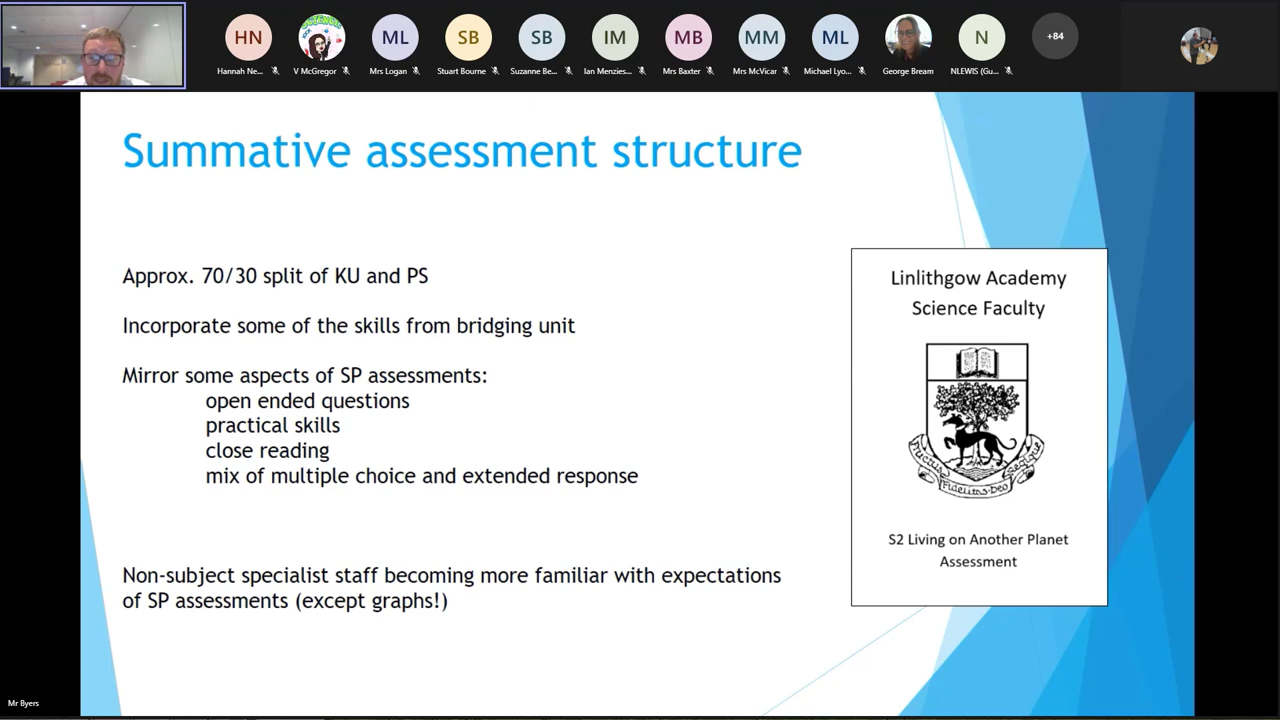 HN
ML
SB
SB
IM
MB
MM
ML
N
+84
Hannah Ne...
V McGregor
Mrs Logan
Stuart Bourne
Suzanne Be...
Ian Menzies...
Mrs Baxter
Mrs McVicar
Michael Lyo...
George Bream
NLEWIS (Gu...
Summative assessment structure
Approx. 70/30 split of KU and PS
Incorporate some of the skills from bridging unit
Mirror some aspects of SP assessments:
open ended questions
practical skills
close reading
mix of multiple choice and extended response
Non-subject specialist staff becoming more familiar with expectations
of SP assessments (except graphs!)
Linlithgow Academy
Science Faculty
Fidelitas Deo
S2 Living on Another Planet
Assessment
Mr Byers